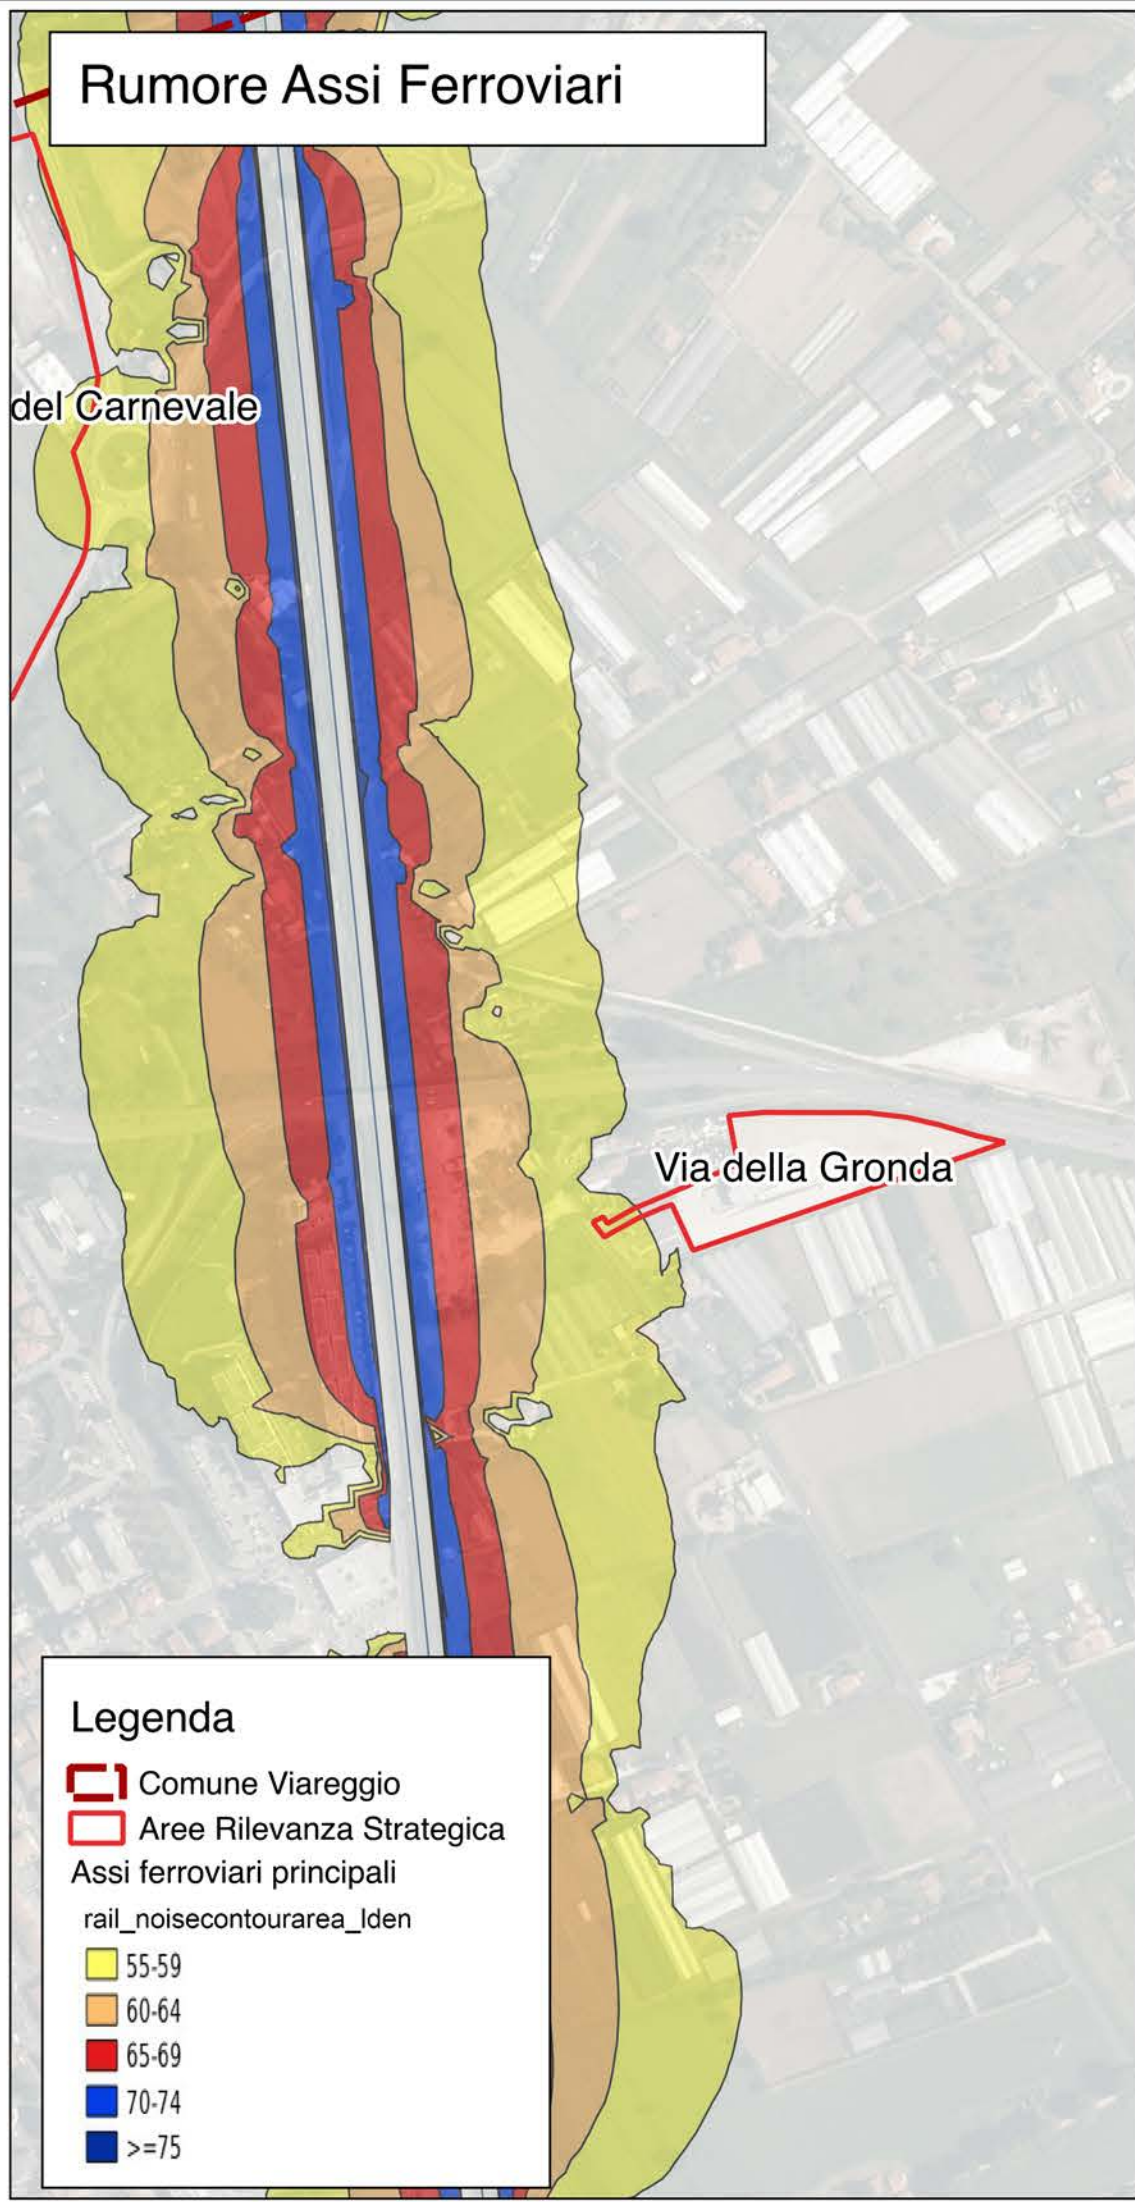 Rumore Assi Ferroviari
del Carnevale
Via della Gronda
Legenda
Comune Viareggio
Aree Rilevanza Strategica
Assi ferroviari principali
rail_noisecontourarea_lden
55-59
60-64
65-69
70-74
>=75